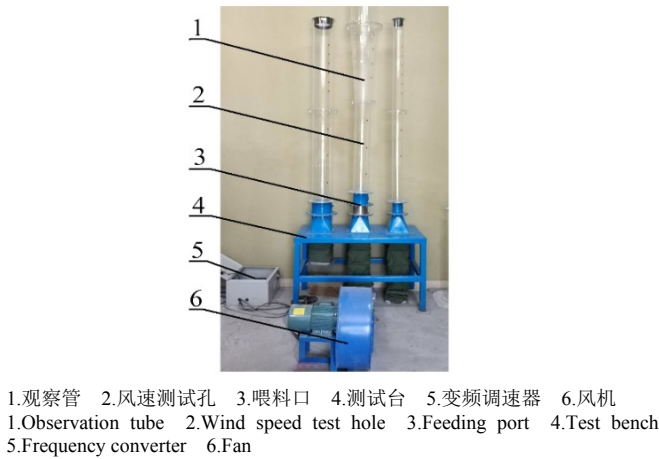 1
2
3
4
5
6
1.观察管 2.风速测试孔 3.喂料口 4.测试台 5.变频调速器 6.风机
1.Observation tube 2.Wind speed test hole 3.Feeding port 4.Test bench
5.Frequency converter 6.Fan